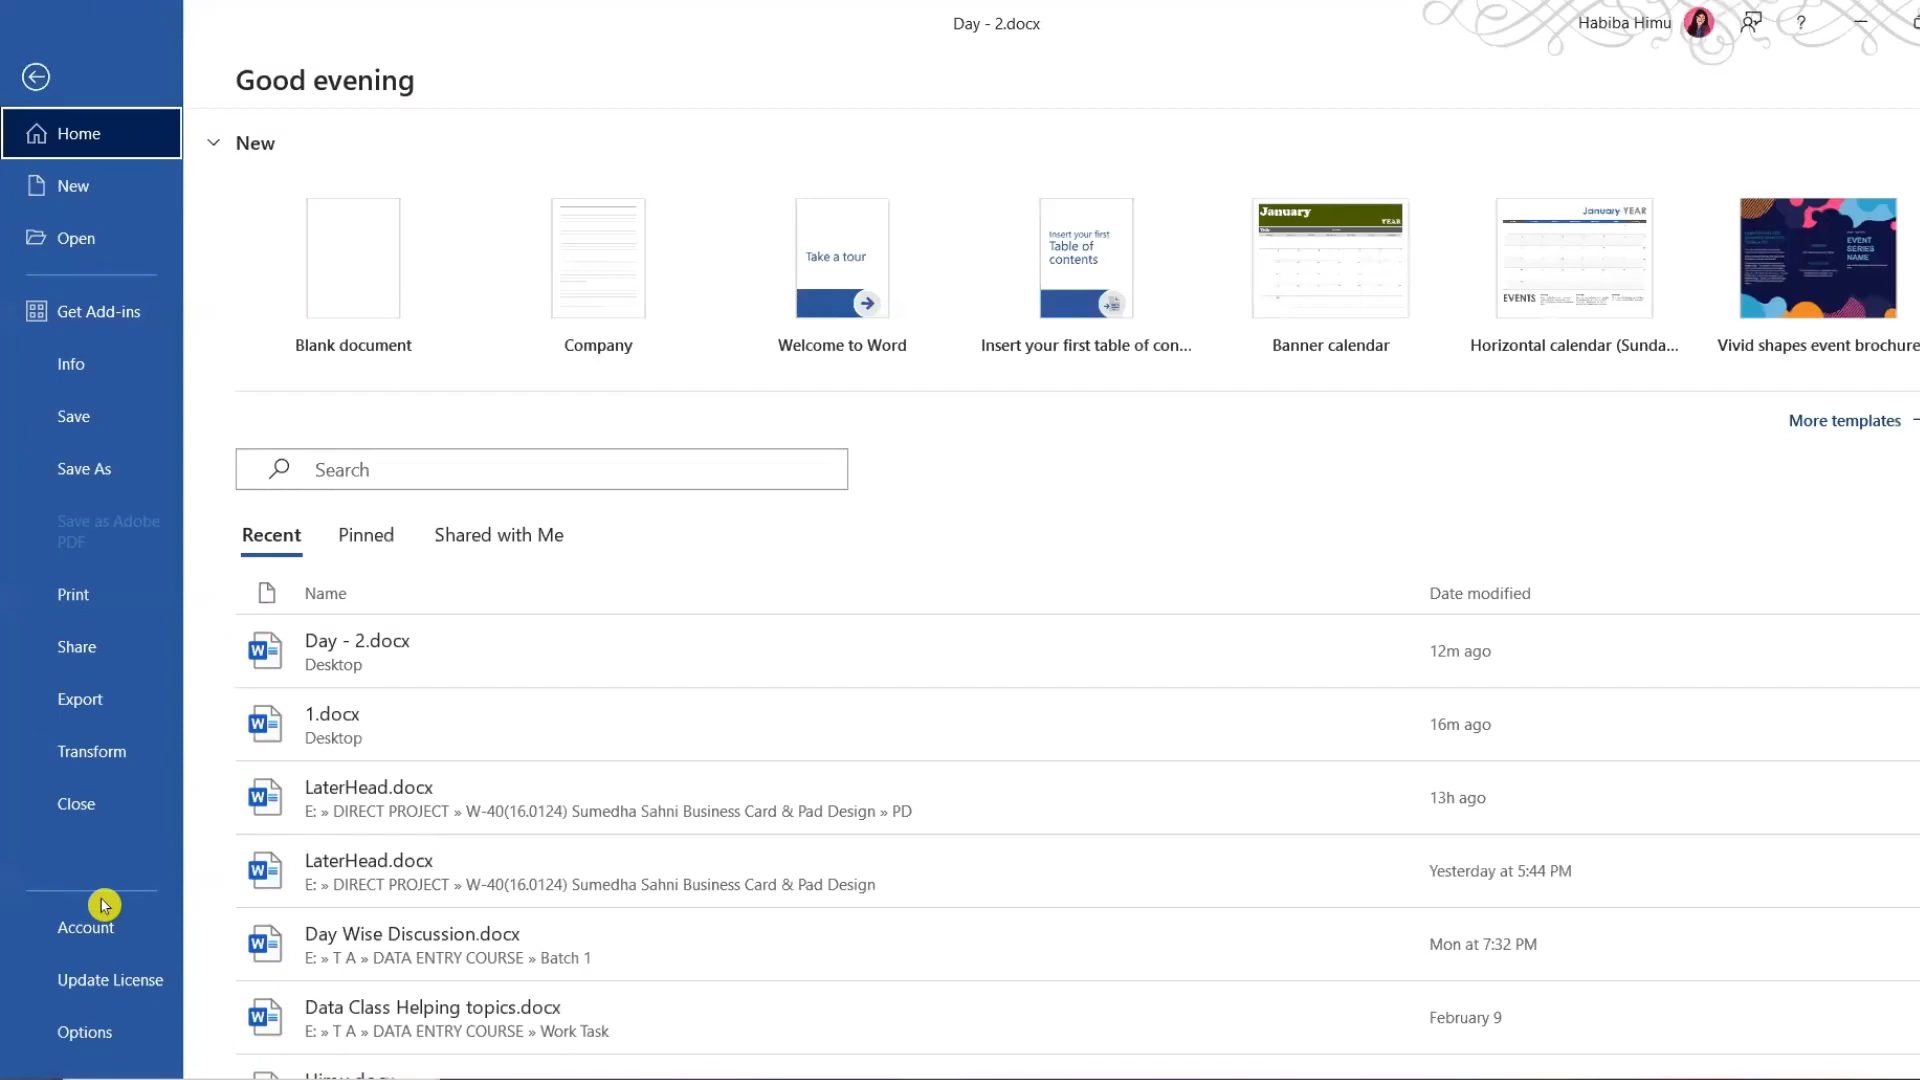 Day - 2.docx
Habiba Himu
?
Good evening
Home
New
Open
Get Add-ins
Info
Save
Save As
Save as Adobe
PDF
Print
Share
Export
Transform
Close
Account
Update License
Options
New
Take a tour
Insert your first
Table of
contents
January
YEAR
January YEAR
EVENTS
EVENT
SERIES
NAME
Blank document
Company
Welcome to Word
Insert your first table of con...
Banner calendar
Horizontal calendar (Sunda...
Vivid shapes event brochure
More templates
Search
Recent
Pinned
Shared with Me
Name
Date modified
W
Day - 2.docx
Desktop
12m ago
W
1.docx
Desktop
16m ago
W
LaterHead.docx
E: » DIRECT PROJECT » W-40(16.0124) Sumedha Sahni Business Card & Pad Design » PD
13h ago
W
LaterHead.docx
E: » DIRECT PROJECT » W-40(16.0124) Sumedha Sahni Business Card & Pad Design
Yesterday at 5:44 PM
W
Day Wise Discussion.docx
E: » T A » DATA ENTRY COURSE » Batch 1
Mon at 7:32 PM
W
Data Class Helping topics.docx
E: » T A » DATA ENTRY COURSE » Work Task
February 9